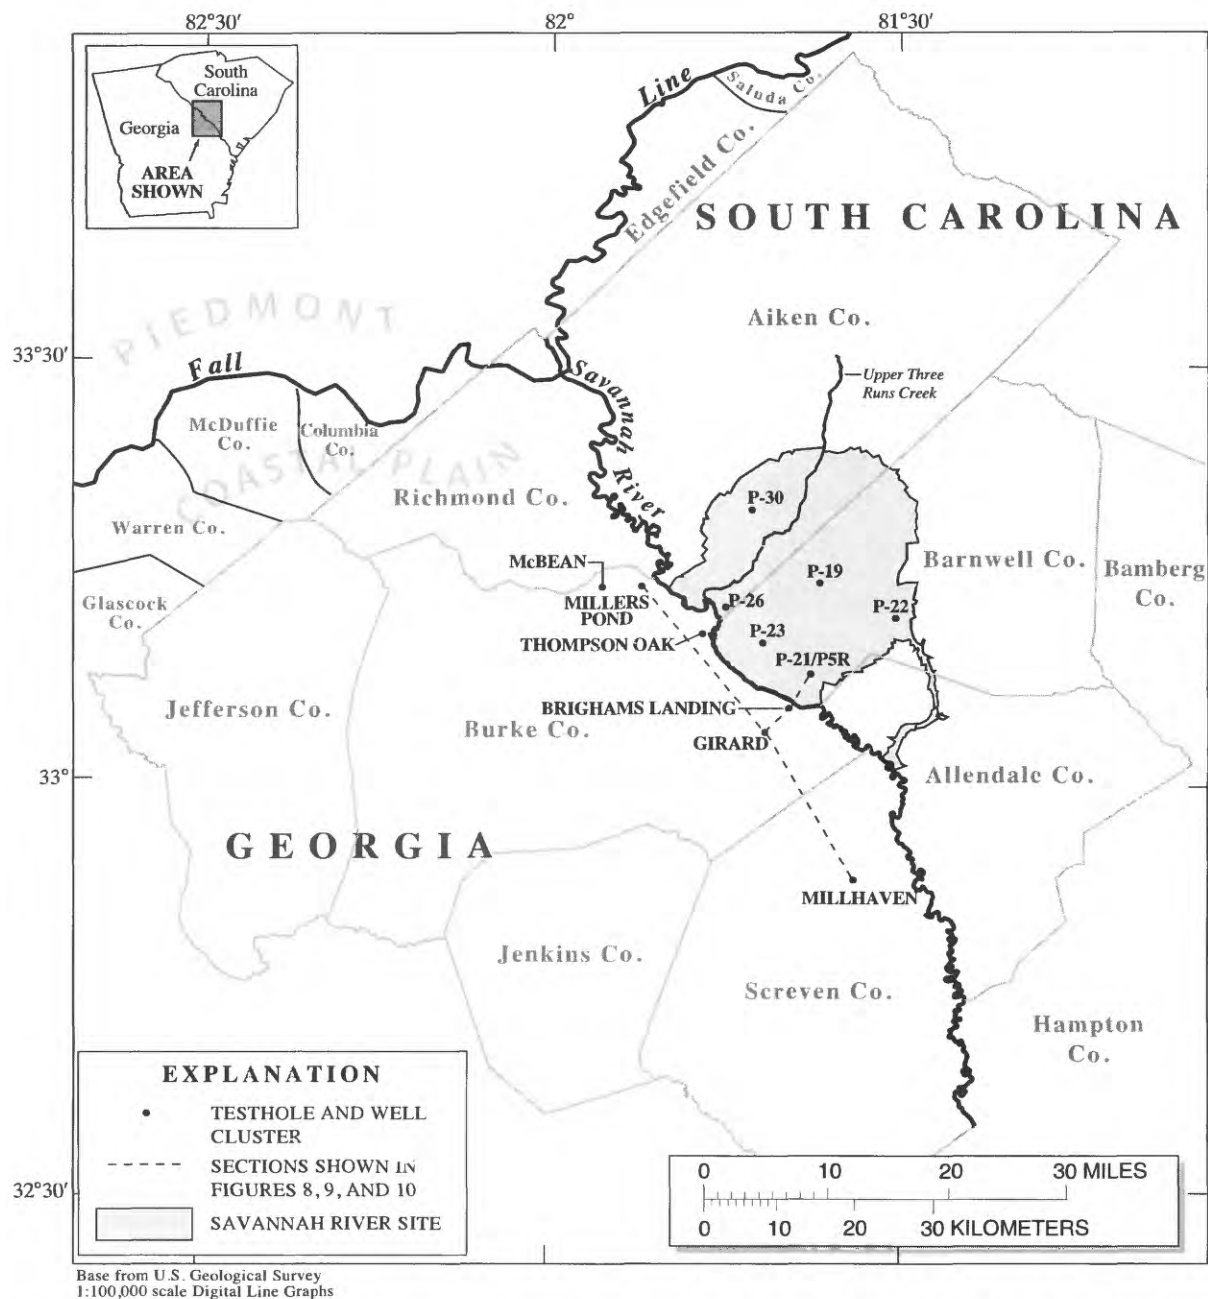 82°30′ 82° 81°30′
South
Carolina
Georgia
AREA
SHOWN
Line
Saluda Co.
Edgefield Co.
SOUTH CAROLINA
PIEDMONT
Aiken Co.
33°30′
Fall
Savannah River
Upper Three
Runs Creek
McDuffie
Co.
Columbia
Co.
COASTAL PLAIN
Richmond Co.
P-30
Warren Co.
McBEAN
Barnwell Co.
P-19
Bamberg
Co.
Glascock
Co.
MILLERS
POND
P-26
P-22
THOMPSON OAK
P-23
P-21/P5R
Jefferson Co.
BRIGHAMS LANDING
Burke Co.
GIRARD
33°
Allendale Co.
GEORGIA
MILLHAVEN
Jenkins Co.
Screven Co.
Hampton
Co.
EXPLANATION
TESTHOLE AND WELL
CLUSTER
SECTIONS SHOWN IN
FIGURES 8, 9, AND 10
SAVANNAH RIVER SITE
32°30′
0 10 20 30 MILES
0 10 20 30 KILOMETERS
Base from U.S. Geological Survey
1:100,000 scale Digital Line Graphs